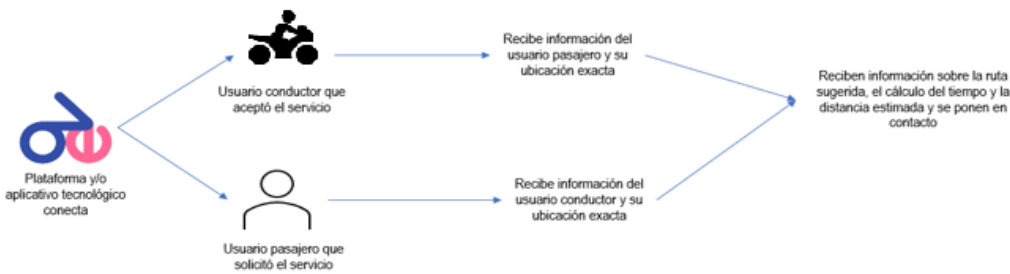 Plataforma y/o
aplicativo tecnológico
conecta
Usuario conductor que
aceptó el servicio
Usuario pasajero que
solicitó el servicio
Recibe información del
usuario pasajero y su
ubicación exacta
Recibe información del
usuario conductor y su
ubicación exacta
Reciben información sobre la ruta
sugerida, el cálculo del tiempo y la
distancia estimada y se ponen en
contacto